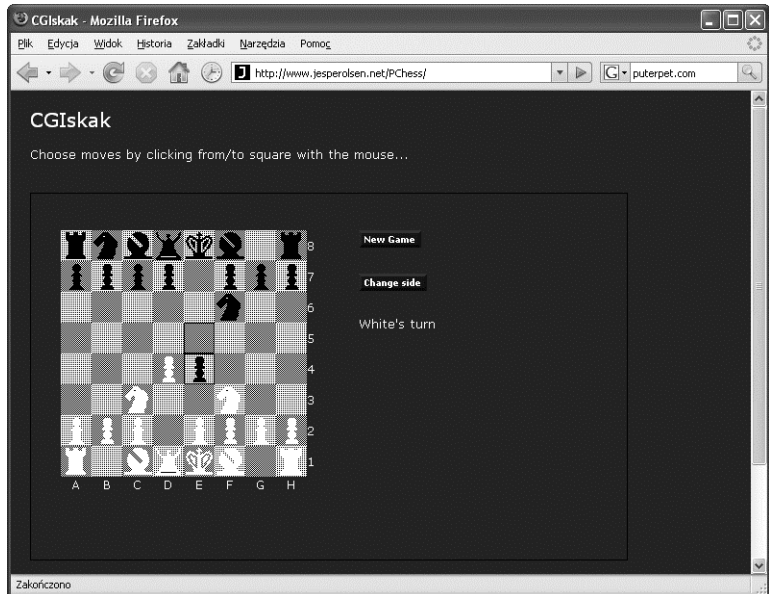 CGIskak - Mozilla Firefox
Plik Edycja Widok Historia Zakładki Narzędzia Pomoc
http://www.jesperolsen.net/PChess/ G puterpet.com
CGIskak
Choose moves by clicking from/to square with the mouse...
8 New Game
7 Change side
6
5 White's turn
4
3
2
1
A B C D E F G H
Zakończono